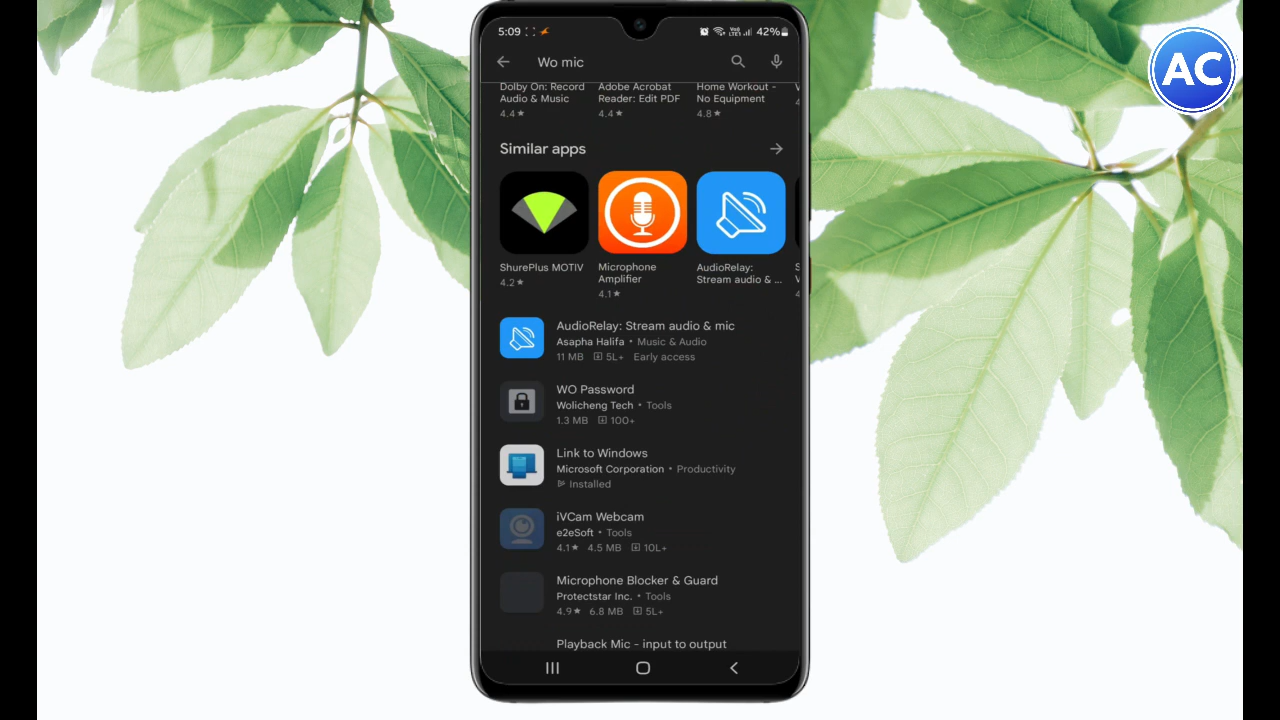 AC
5:09
42%
Wo mic
Dolby On: Record Audio & Music
4.4★
Adobe Acrobat Reader: Edit PDF
4.4★
Home Workout - No Equipment
4.8★
Similar apps
ShurePlus MOTIV
4.2★
Microphone Amplifier
4.1★
AudioRelay: Stream audio & ...
AudioRelay: Stream audio & mic
Asapha Halifa • Music & Audio
11 MB 5L+ Early access
WO Password
Wolicheng Tech • Tools
1.3 MB 100+
Link to Windows
Microsoft Corporation • Productivity
Installed
iVCam Webcam
e2eSoft • Tools
4.1★ 4.5 MB 10L+
Microphone Blocker & Guard
Protectstar Inc. • Tools
4.9★ 6.8 MB 5L+
Playback Mic - input to output